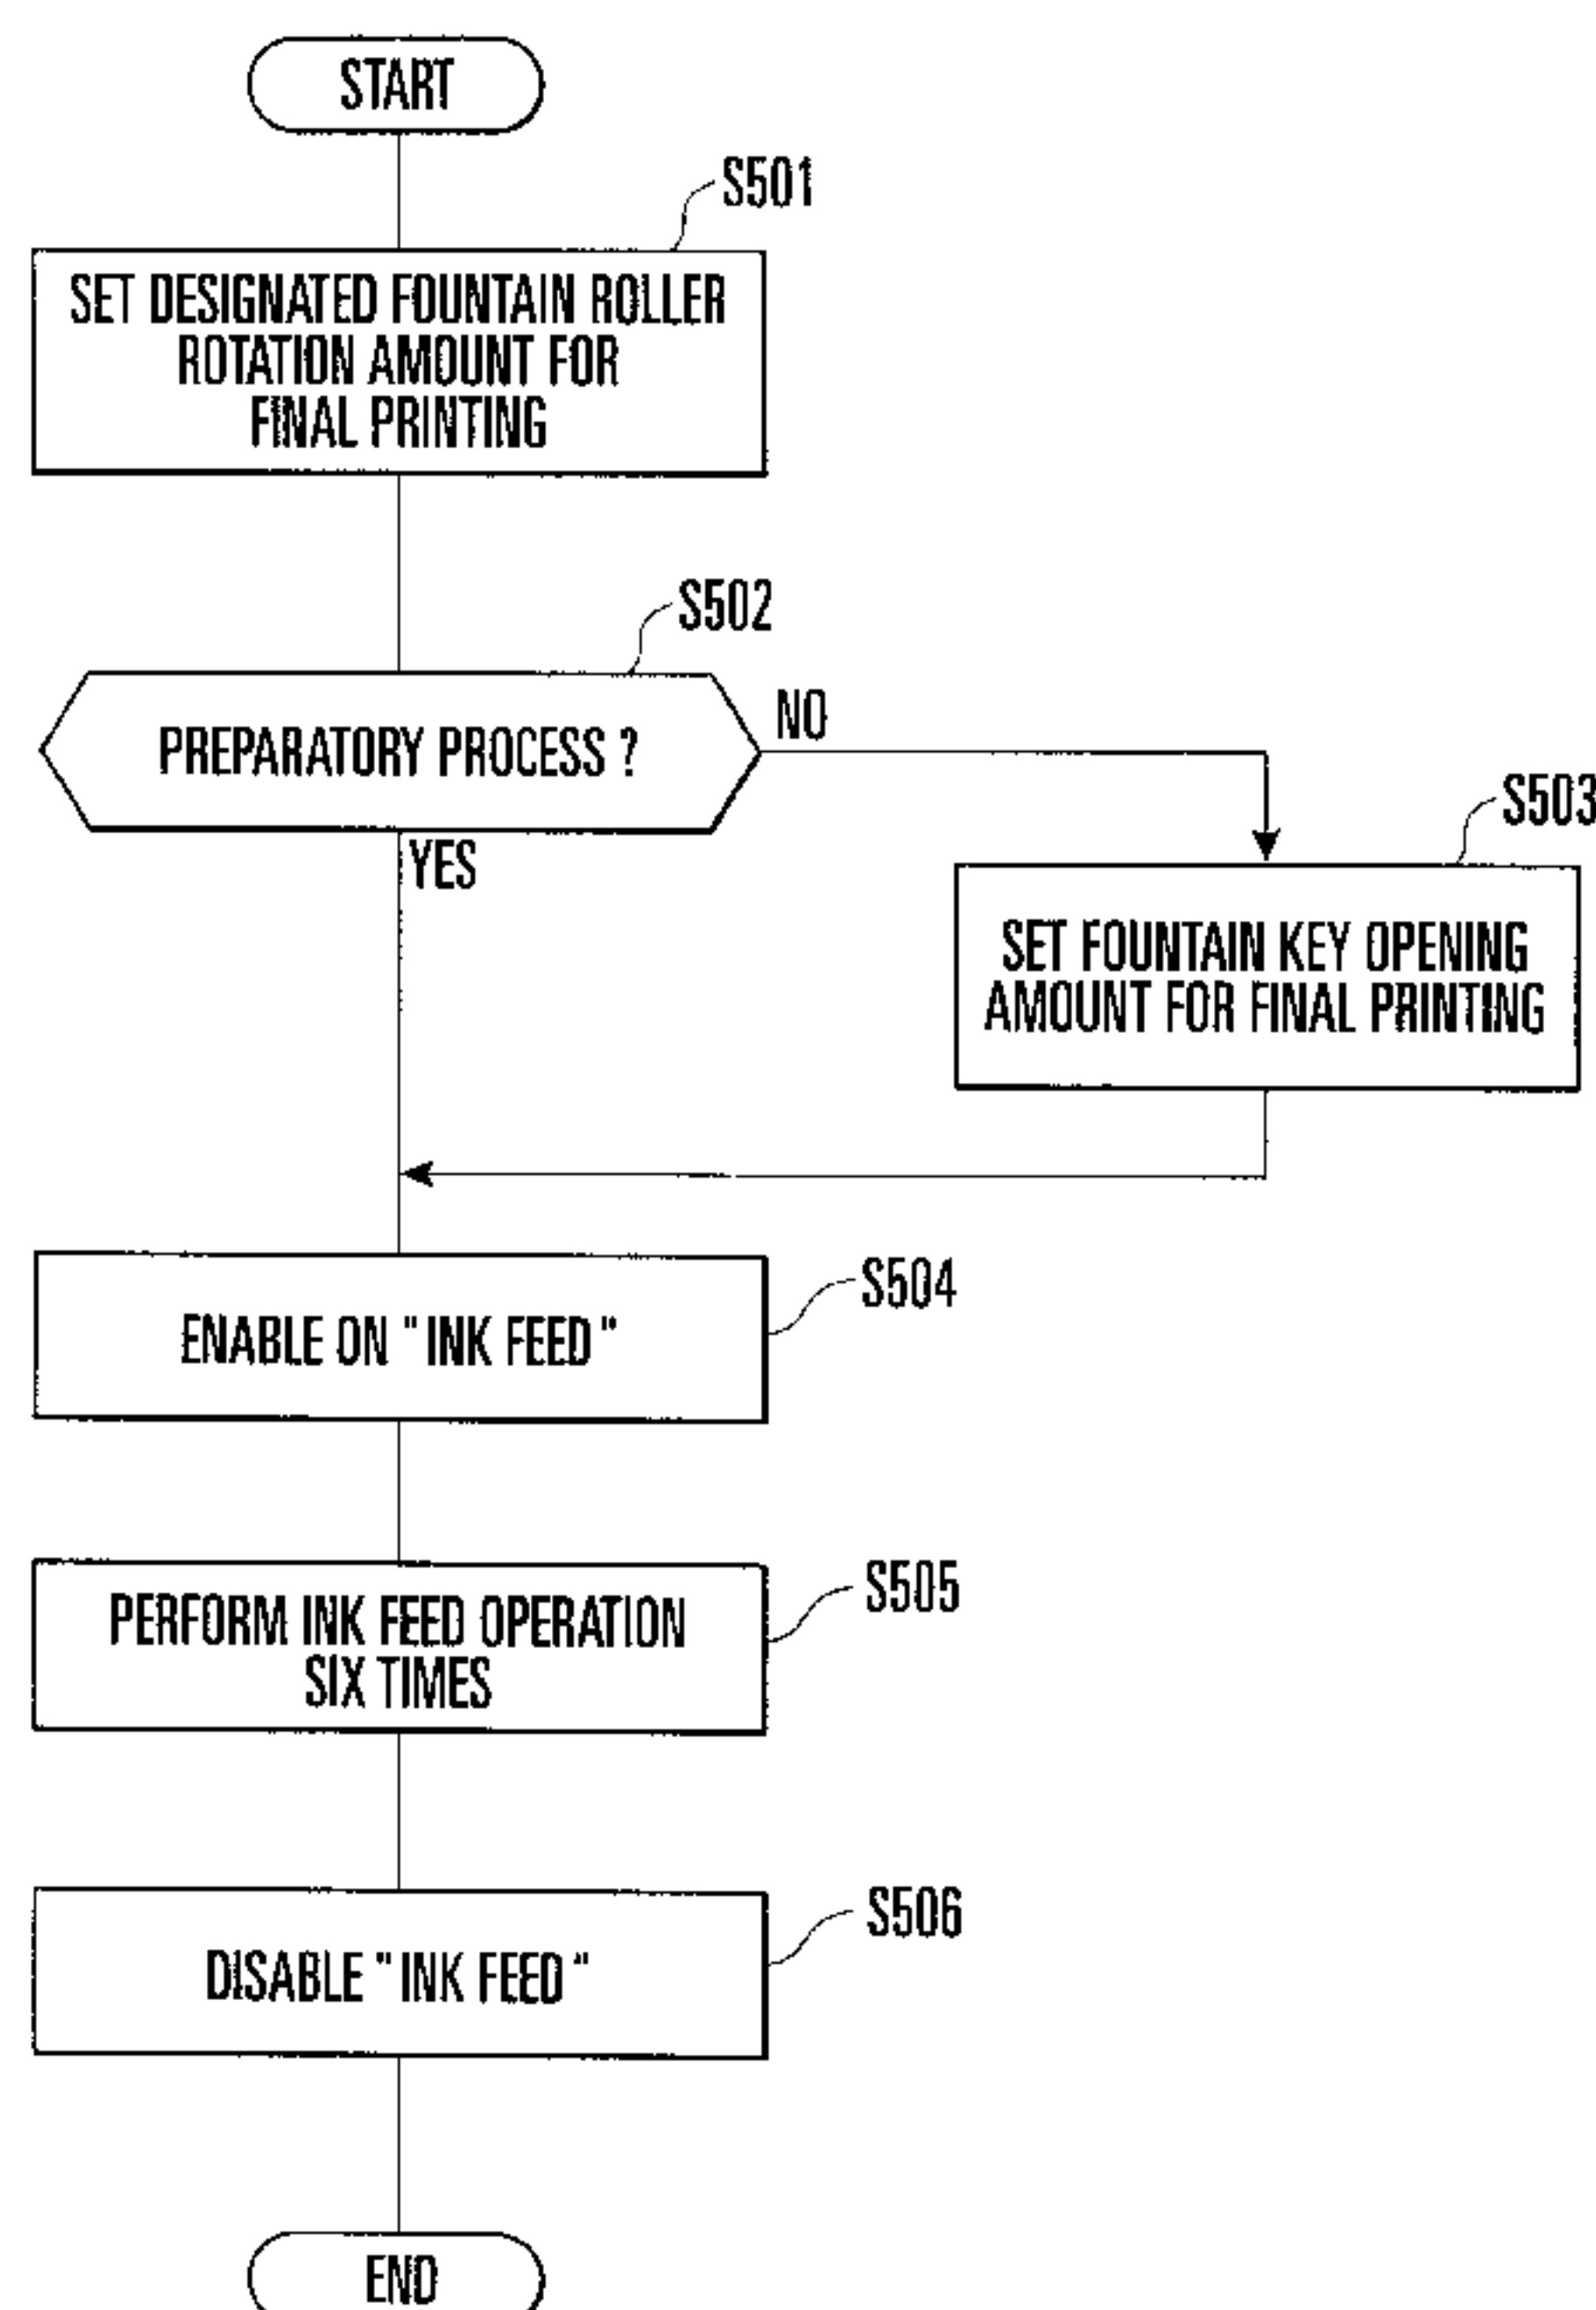 START
S501
SET DESIGNATED FOUNTAIN ROLLER
ROTATION AMOUNT FOR
FINAL PRINTING
S502
PREPARATORY PROCESS ?
NO
YES
S503
SET FOUNTAIN KEY OPENING
AMOUNT FOR FINAL PRINTING
S504
ENABLE ON "INK FEED"
S505
PERFORM INK FEED OPERATION
SIX TIMES
S506
DISABLE "INK FEED"
END